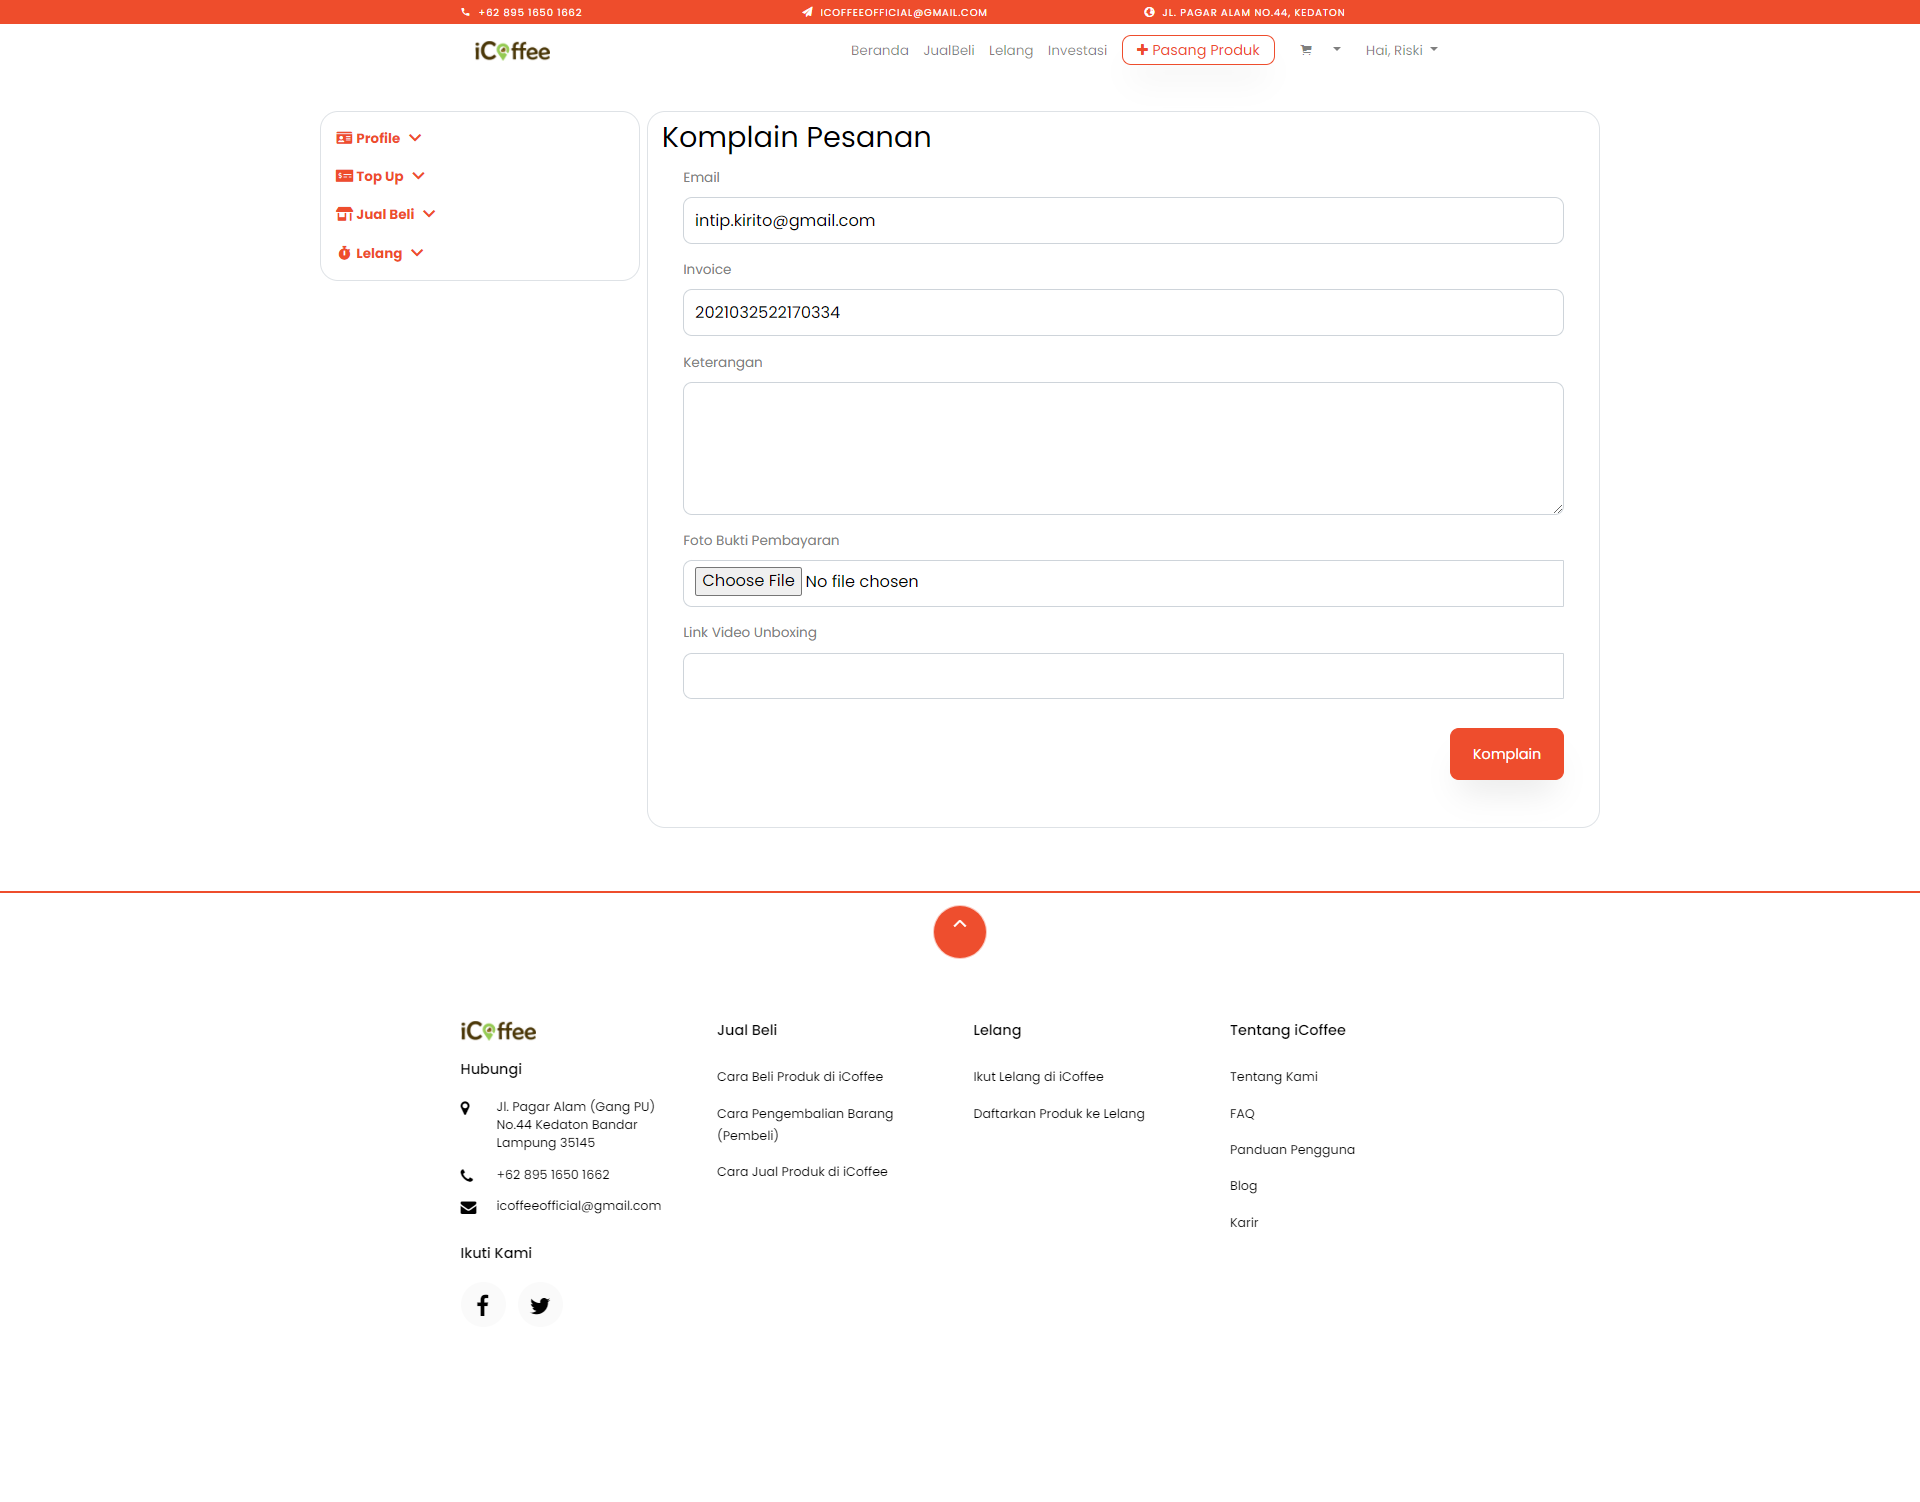 +62 895 1650 1662
ICOFFEEOFFICIAL@GMAIL.COM
JL. PAGAR ALAM NO.44, KEDATON
iCoffee
Beranda
JualBeli
Lelang
Investasi
Pasang Produk
Hai, Riski
Profile
Top Up
Jual Beli
Lelang
Komplain Pesanan
Email
intip.kirito@gmail.com
Invoice
2021032522170334
Keterangan
Foto Bukti Pembayaran
Choose File No file chosen
Link Video Unboxing
Komplain
iCoffee
Hubungi
Jl. Pagar Alam (Gang PU)
No.44 Kedaton Bandar
Lampung 35145
+62 895 1650 1662
icoffeeofficial@gmail.com
Ikuti Kami
Jual Beli
Cara Beli Produk di iCoffee
Cara Pengembalian Barang
(Pembeli)
Cara Jual Produk di iCoffee
Lelang
Ikut Lelang di iCoffee
Daftarkan Produk ke Lelang
Tentang iCoffee
Tentang Kami
FAQ
Panduan Pengguna
Blog
Karir